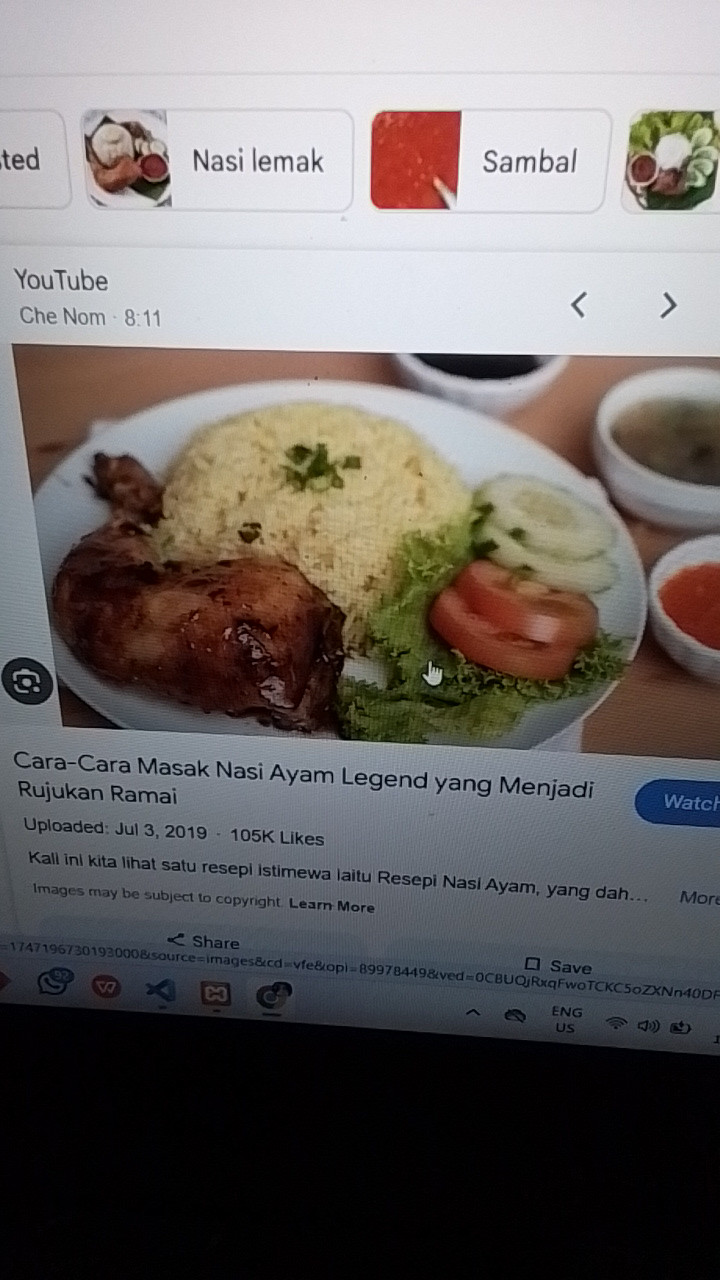 sted
Nasi lemak
Sambal
YouTube
Che Nom · 8:11
Cara-Cara Masak Nasi Ayam Legend yang Menjadi
Rujukan Ramai
Watch
Uploaded: Jul 3, 2019 · 105K Likes
Kali ini kita lihat satu resepi istimewa iaitu Resepi Nasi Ayam, yang dah...
More
Images may be subject to copyright. Learn More
Share
Save
=1747196730193000&source=images&cd=vfe&opi=89978449&ved=0CBUQjRxqFwoTCKC5oZXNn40DF
92
ENG
US